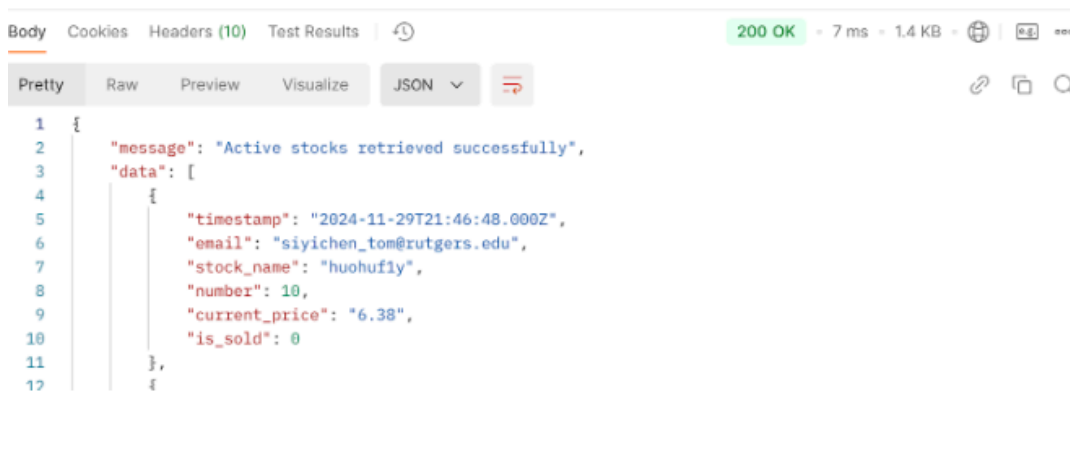 Body Cookies Headers (10) Test Results 200 OK 7 ms 1.4 KB e.g.
Pretty Raw Preview Visualize JSON
1 {
2 "message": "Active stocks retrieved successfully",
3 "data": [
4 {
5 "timestamp": "2024-11-29T21:46:48.000Z",
6 "email": "siyichen_tom@rutgers.edu",
7 "stock_name": "huohuf1y",
8 "number": 10,
9 "current_price": "6.38",
10 "is_sold": 0
11 },
12 {